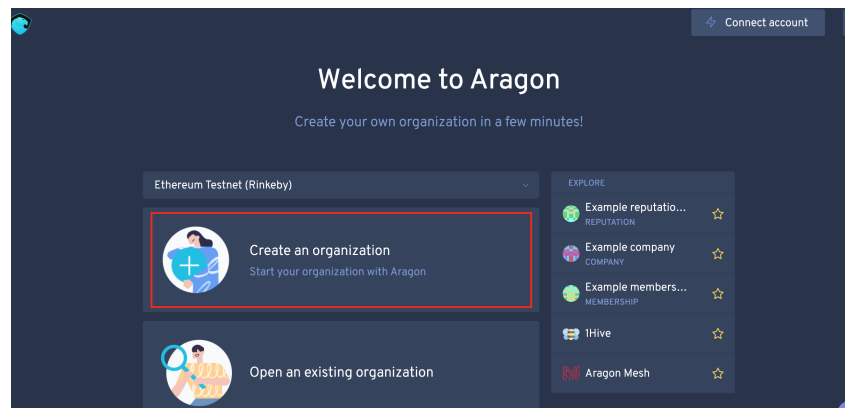 Connect account
Welcome to Aragon
Create your own organization in a few minutes!
Ethereum Testnet (Rinkeby)
Create an organization
Start your organization with Aragon
Open an existing organization
EXPLORE
Example reputatio...
REPUTATION
Example company
COMPANY
Example members...
MEMBERSHIP
1Hive
Aragon Mesh